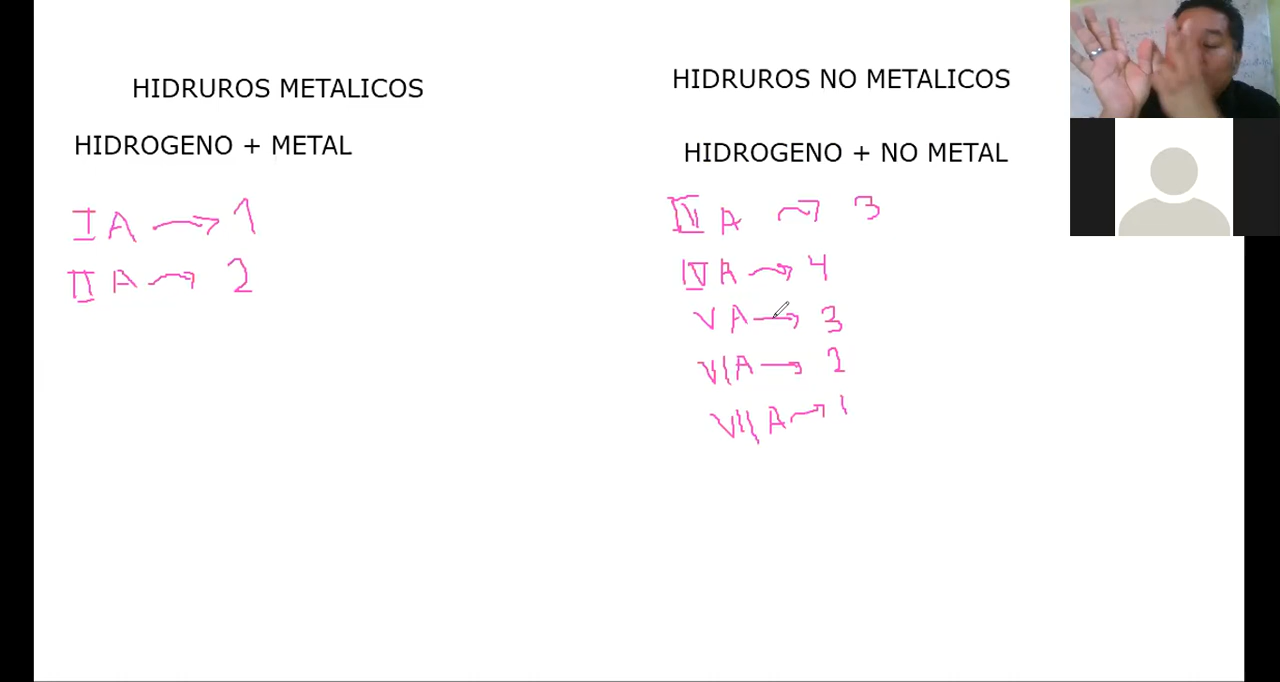 HIDRUROS METALICOS
HIDROGENO + METAL
I A → 1
II A → 2
HIDRUROS NO METALICOS
HIDROGENO + NO METAL
A → 3
IV A → 4
V A → 3
VI A → 2
VII A → 1